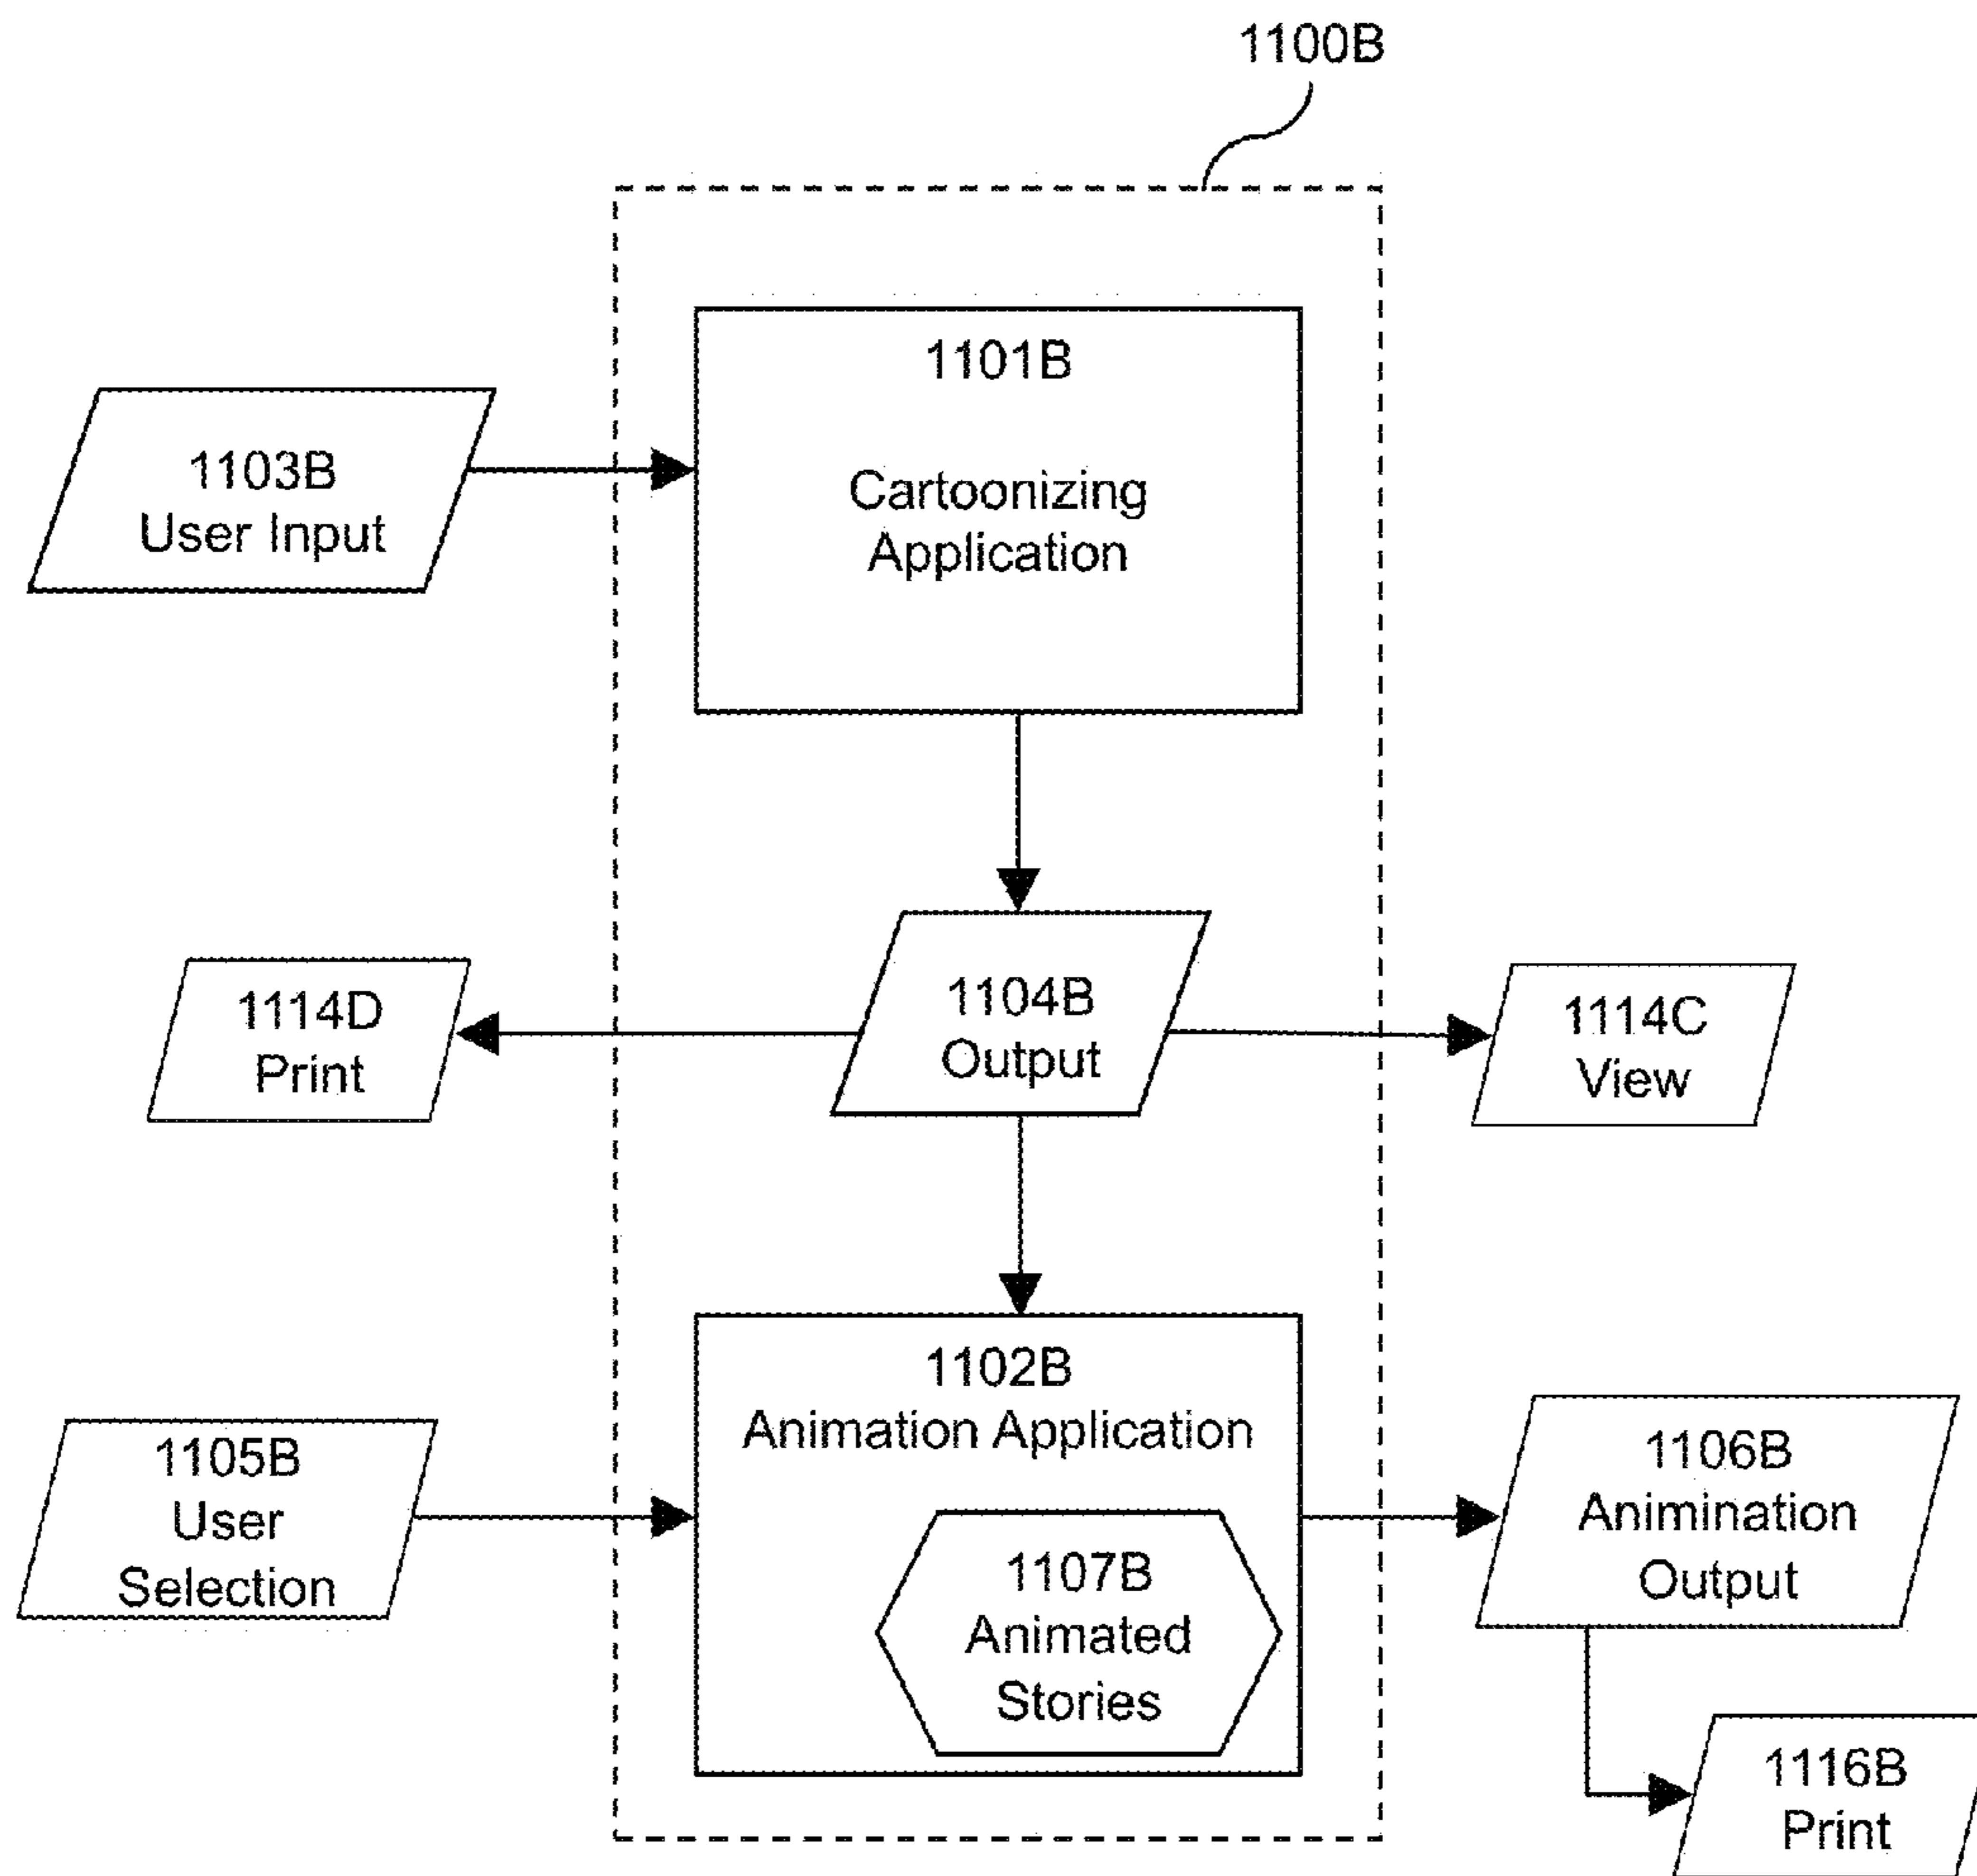 1100B
1101B
Cartoonizing
Application
1103B
User Input
1104B
Output
1114D
Print
1114C
View
1102B
Animation Application
1105B
User
Selection
1107B
Animated
Stories
1106B
Animination
Output
1116B
Print